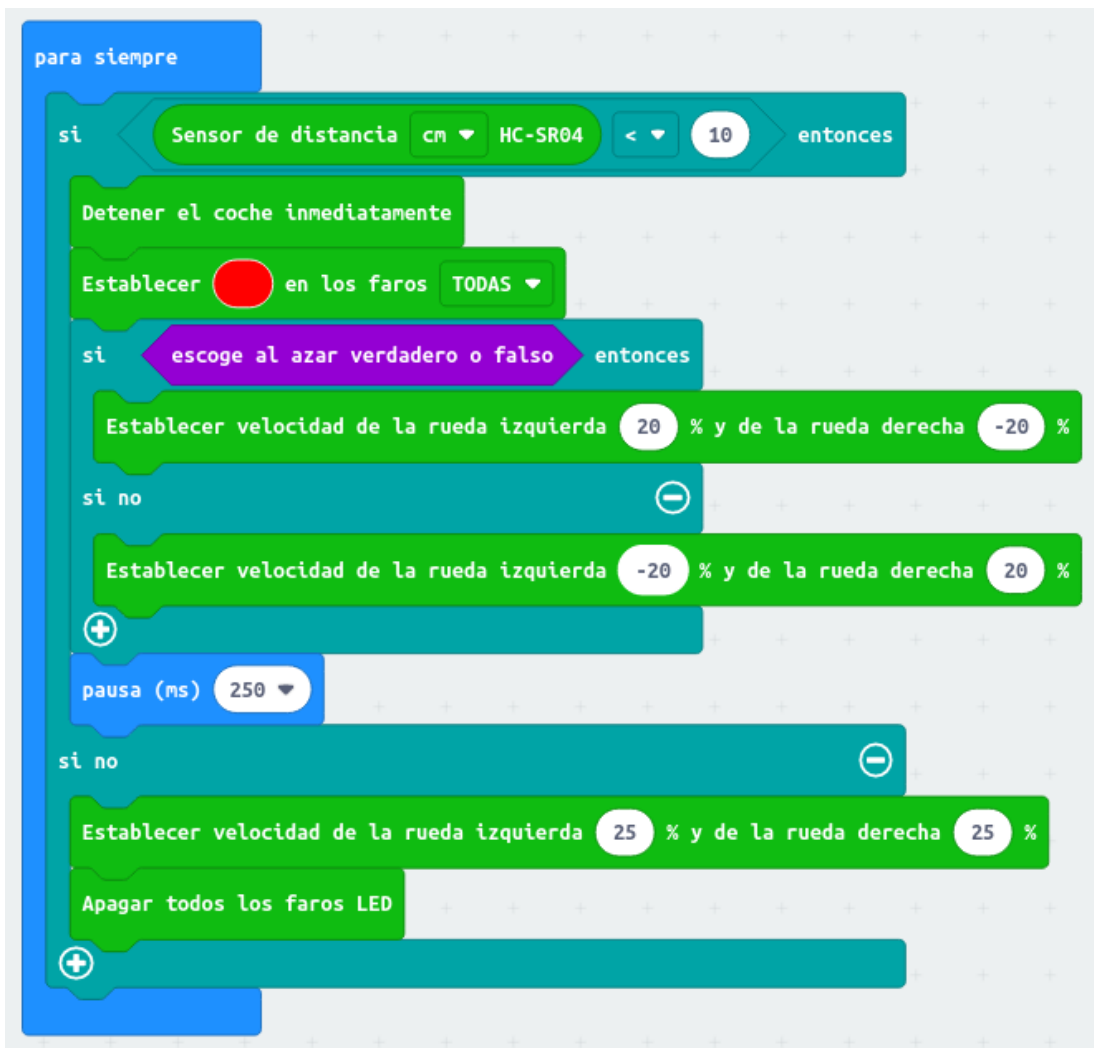 para siempre
si Sensor de distancia cm HC-SR04 < 10 entonces
Detener el coche inmediatamente
Establecer en los faros TODAS
si escoge al azar verdadero o falso entonces
Establecer velocidad de la rueda izquierda 20 % y de la rueda derecha -20 %
si no
Establecer velocidad de la rueda izquierda -20 % y de la rueda derecha 20 %
pausa (ms) 250
si no
Establecer velocidad de la rueda izquierda 25 % y de la rueda derecha 25 %
Apagar todos los faros LED